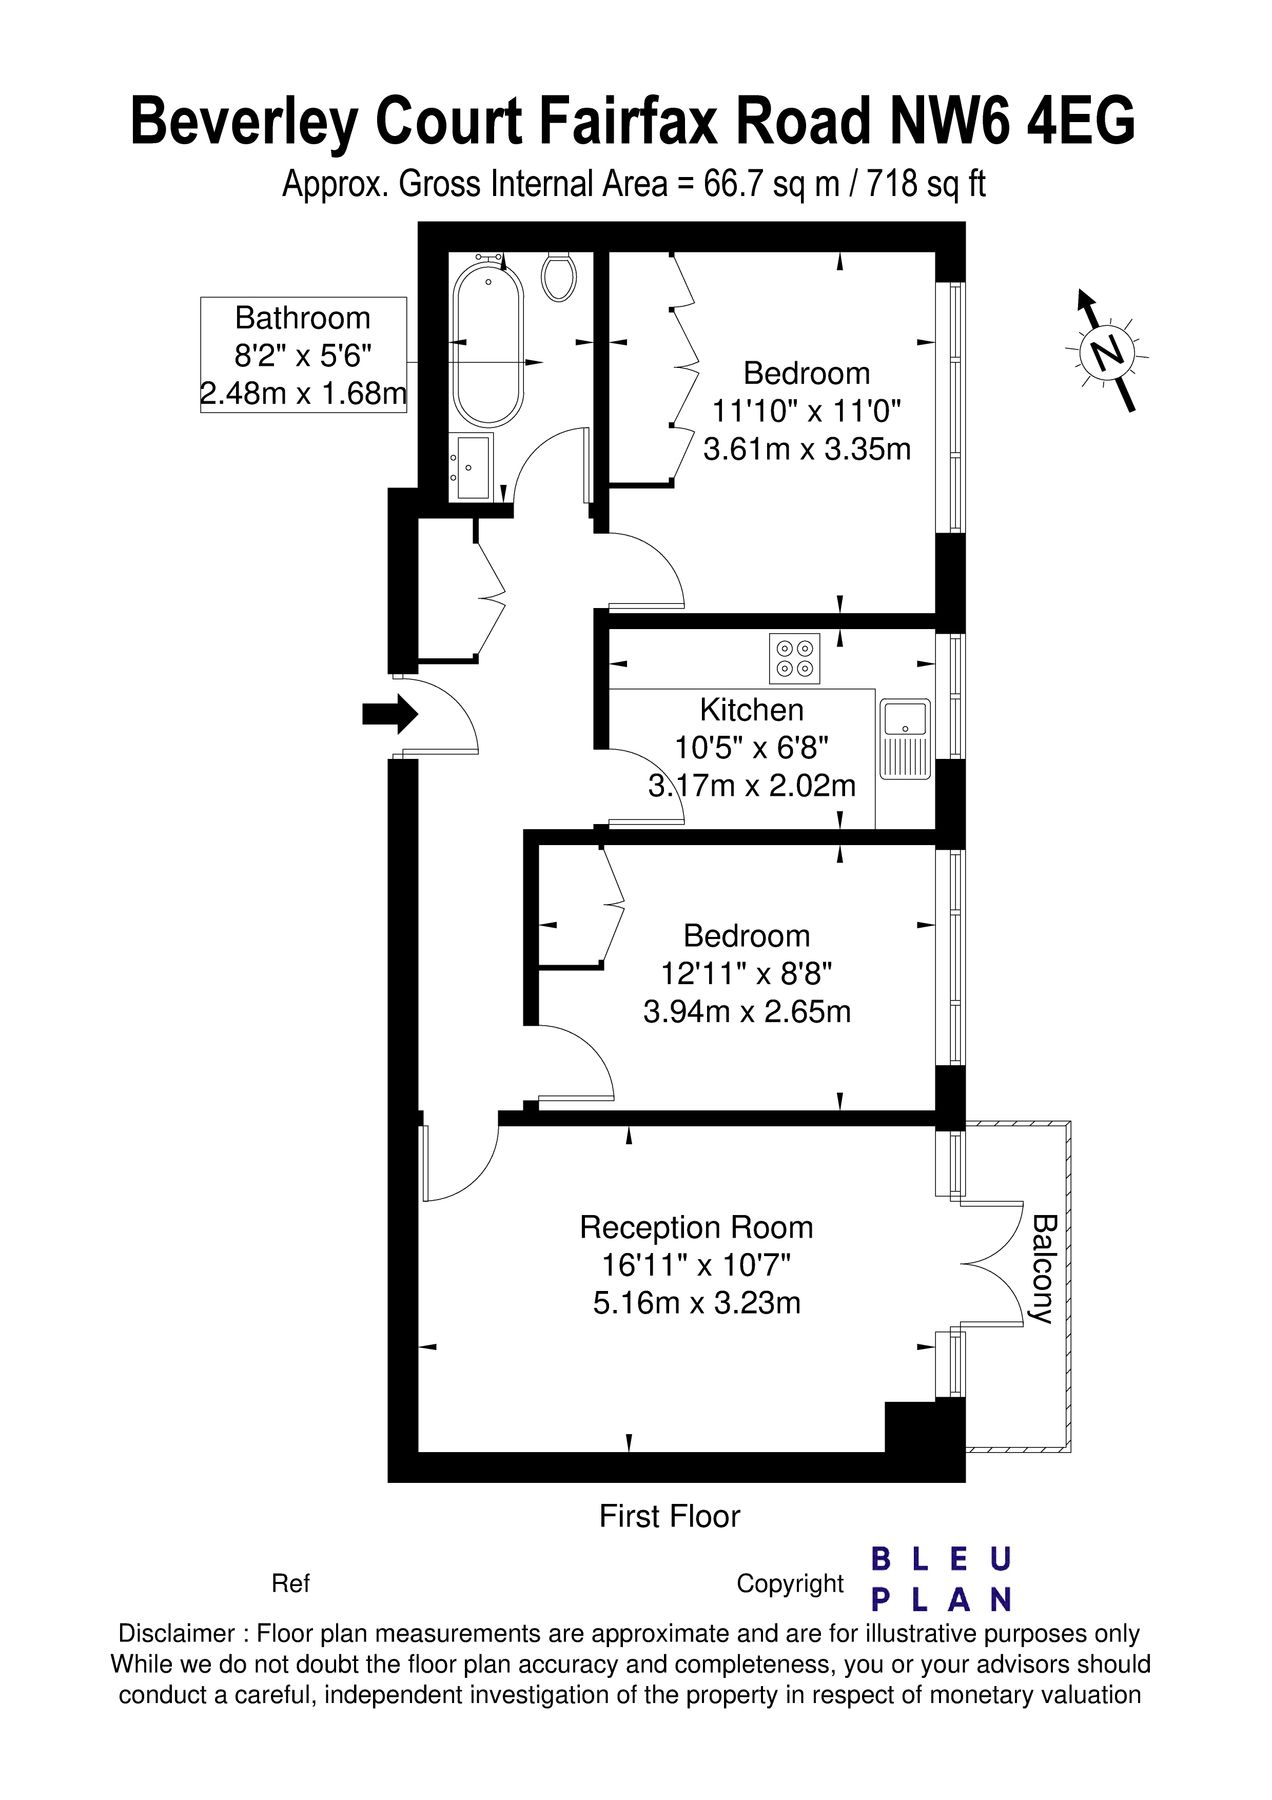 Beverley Court Fairfax Road NW6 4EG
Approx. Gross Internal Area = 66.7 sq m / 718 sq ft
Bathroom
8'2" x 5'6"
2.48m x 1.68m
Bedroom
11'10" x 11'0"
3.61m x 3.35m
N
Kitchen
10'5" x 6'8"
3.17m x 2.02m
Bedroom
12'11" x 8'8"
3.94m x 2.65m
Reception Room
16'11" x 10'7"
5.16m x 3.23m
Balcony
First Floor
Ref
Copyright
BLEU
PLAN
Disclaimer : Floor plan measurements are approximate and are for illustrative purposes only
While we do not doubt the floor plan accuracy and completeness, you or your advisors should
conduct a careful, independent investigation of the property in respect of monetary valuation